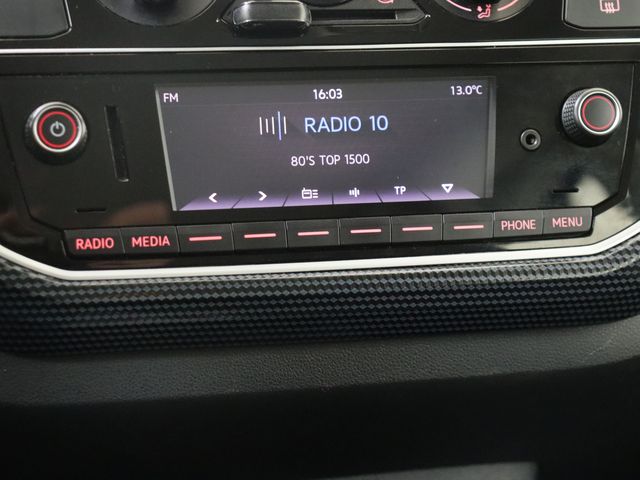 FM 16:03 13.0°C
RADIO 10
80'S TOP 1500
TP
RADIO MEDIA PHONE MENU